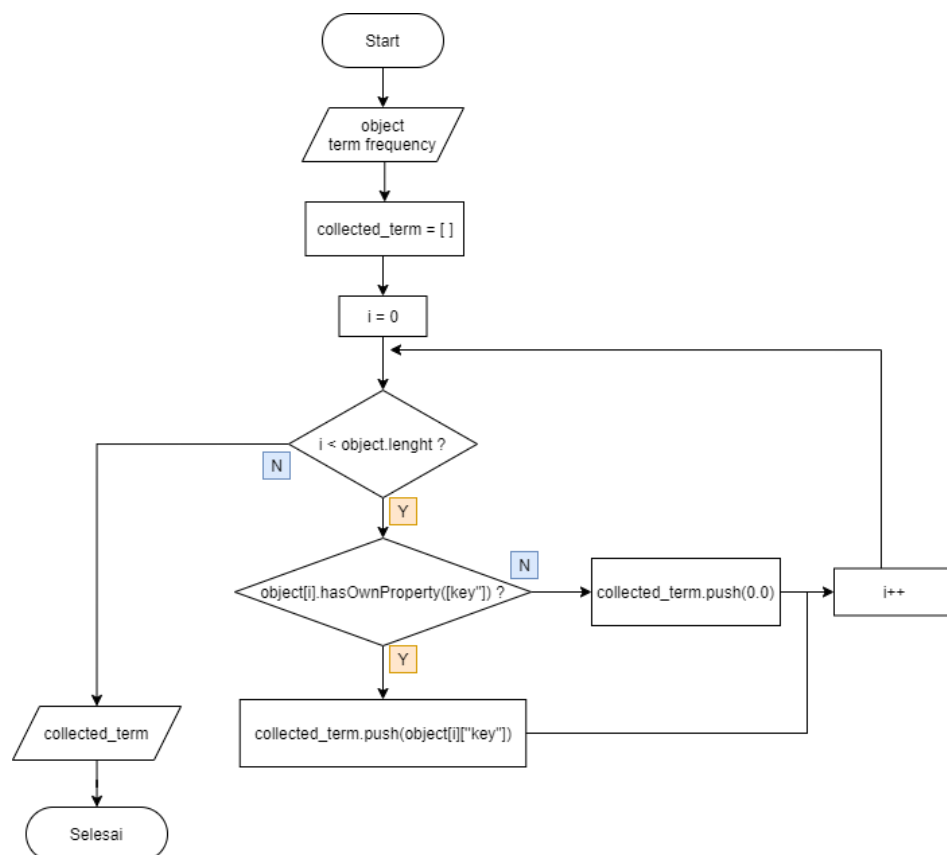 Start
object
term frequency
collected_term = [ ]
i = 0
i < object.lenght ?
N
Y
object[i].hasOwnProperty([key"]) ?
N
collected_term.push(0.0)
i++
Y
collected_term.push(object[i]["key"])
collected_term
Selesai